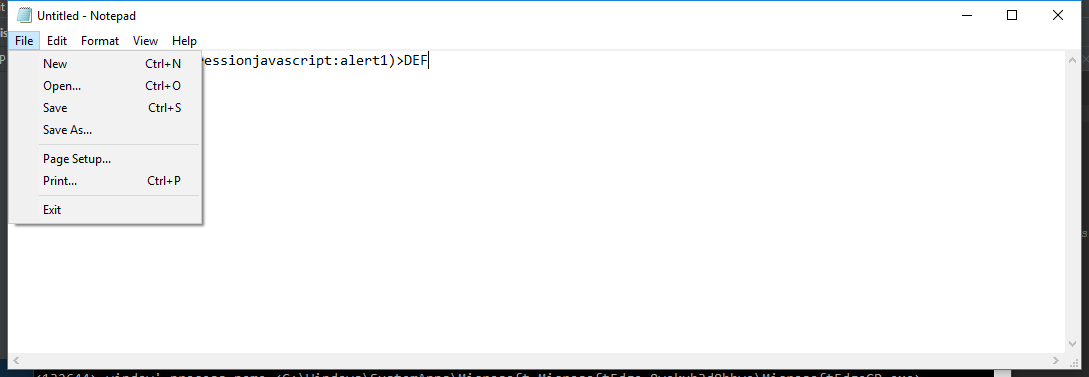 Untitled - Notepad
File Edit Format View Help
essionjavascript:alert1)>DEF
New Ctrl+N
Open... Ctrl+O
Save Ctrl+S
Save As...
Page Setup...
Print... Ctrl+P
Exit